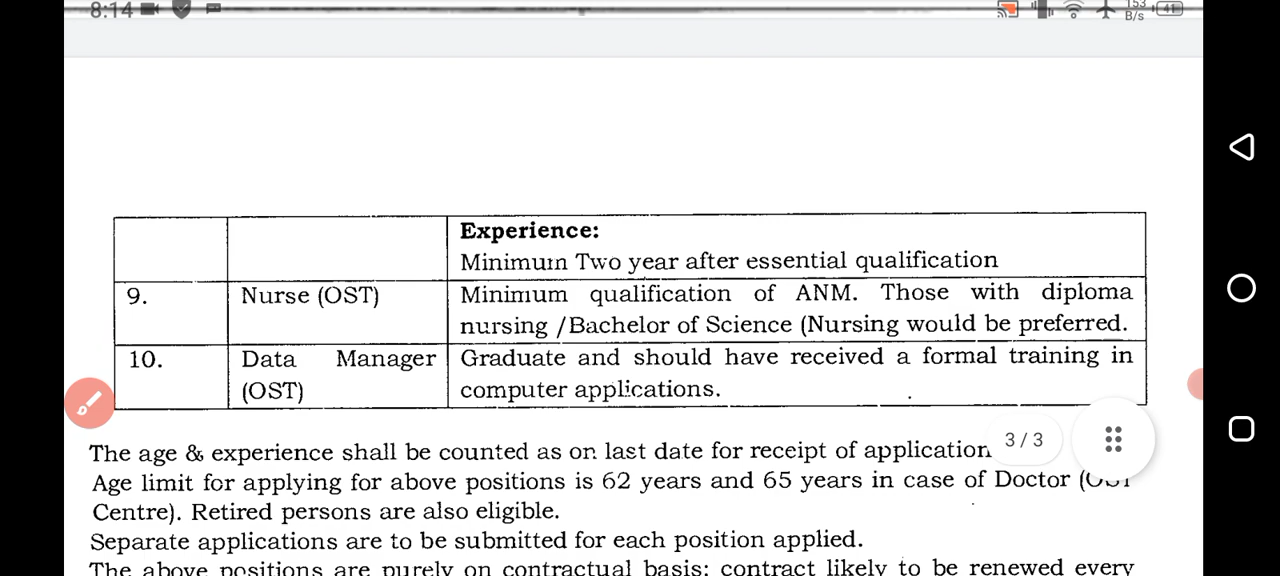 8:14
153
B/s
41
Experience:
Minimum Two year after essential qualification
9.
Nurse (OST)
Minimum qualification of ANM. Those with diploma
nursing /Bachelor of Science (Nursing would be preferred.
10.
Data Manager
(OST)
Graduate and should have received a formal training in
computer applications.
The age & experience shall be counted as on last date for receipt of application
3 / 3
Age limit for applying for above positions is 62 years and 65 years in case of Doctor (OST
Centre). Retired persons are also eligible.
Separate applications are to be submitted for each position applied.
The above positions are purely on contractual basis; contract likely to be renewed every